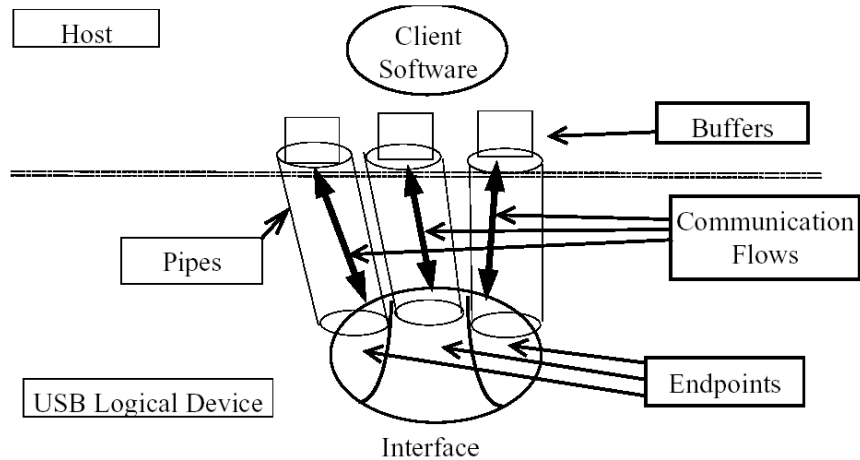 Host
Client
Software
Buffers
Communication
Flows
Pipes
Endpoints
USB Logical Device
Interface